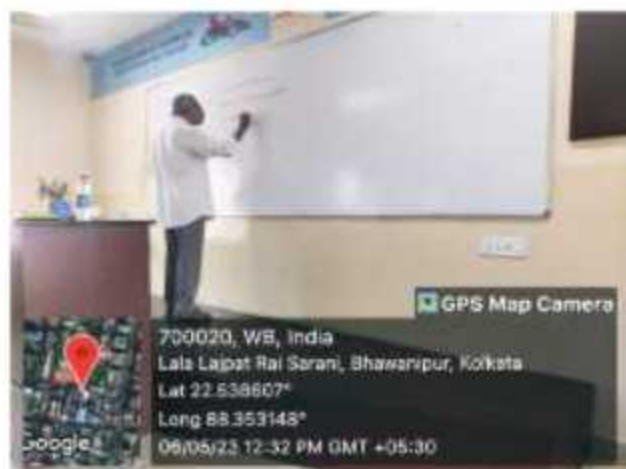 GPS Map Camera
700020, WB, India
Lala Lajpat Rai Sarani, Bhawanipur, Kolkata
Lat 22.538607°
Long 88.353148°
06/05/23 12:32 PM GMT +05:30
Google